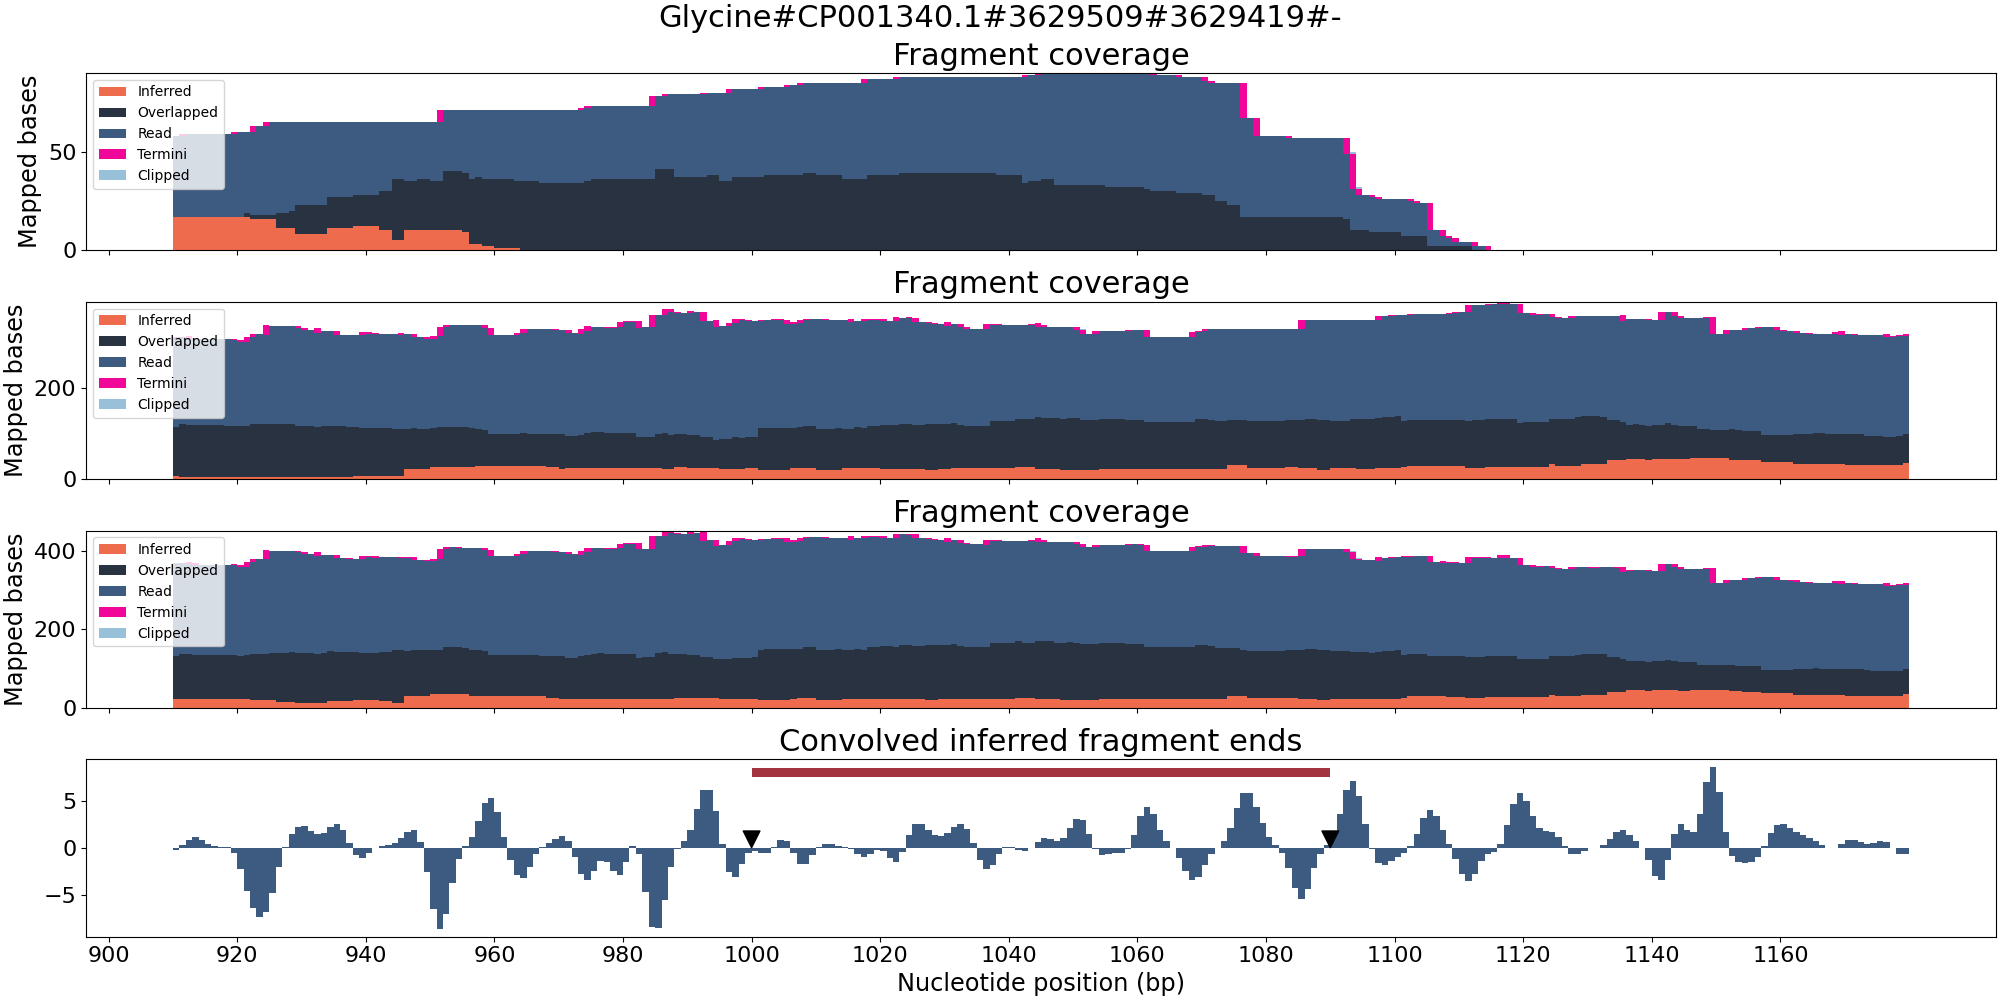 Glycine#CP001340.1#3629509#3629419#-
Fragment coverage
Mapped bases
50
0
Inferred
Overlapped
Read
Termini
Clipped
Fragment coverage
Mapped bases
200
0
Inferred
Overlapped
Read
Termini
Clipped
Fragment coverage
Mapped bases
400
200
0
Inferred
Overlapped
Read
Termini
Clipped
Convolved inferred fragment ends
5
0
−5
900 920 940 960 980 1000 1020 1040 1060 1080 1100 1120 1140 1160
Nucleotide position (bp)